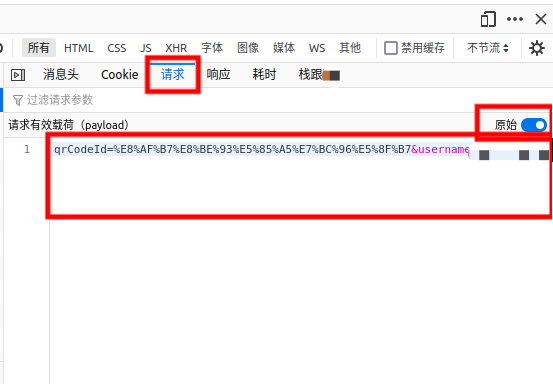 所有 HTML CSS JS XHR 字体 图像 媒体 WS 其他 禁用缓存 不节流
消息头 Cookie 请求 响应 耗时 栈跟
过滤请求参数
请求有效载荷（payload） 原始
1 qrCodeId=%E8%AF%B7%E8%BE%93%E5%85%A5%E7%BC%96%E5%8F%B7&username